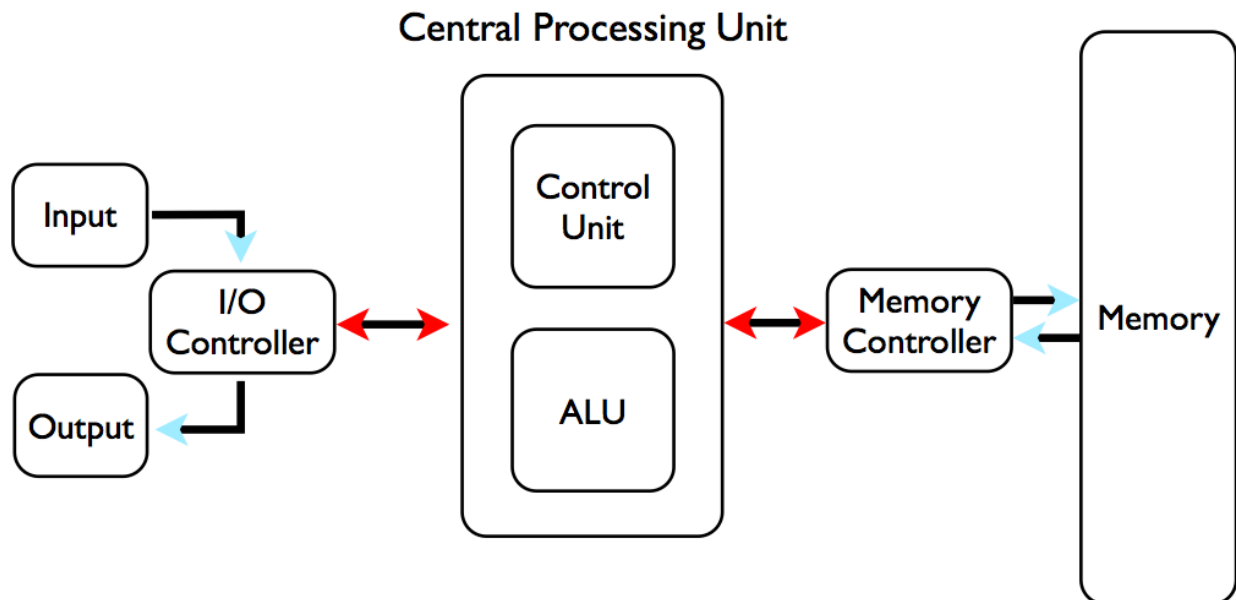 Central Processing Unit
Input
I/O
Controller
Output
Control
Unit
ALU
Memory
Controller
Memory